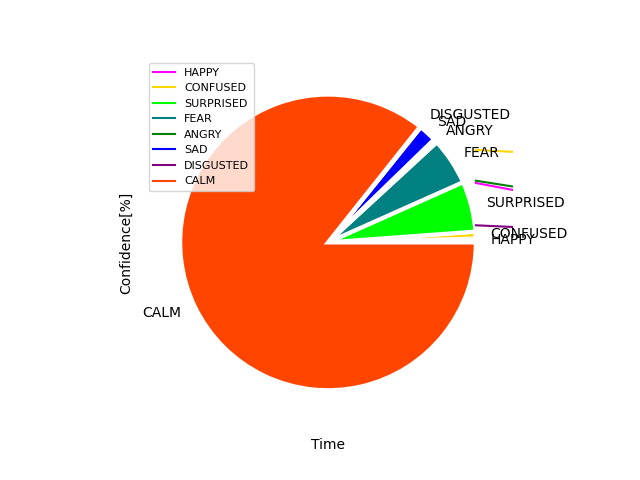 HAPPY
CONFUSED
SURPRISED
FEAR
ANGRY
SAD
DISGUSTED
CALM
DISGUSTED
SAD
ANGRY
FEAR
SURPRISED
CONFUSED
HAPPY
CALM
Confidence[%]
Time